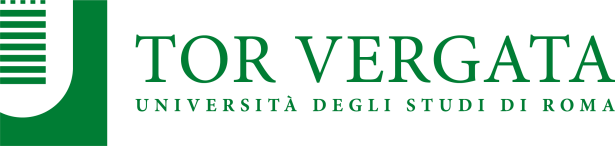 TOR VERGATA
UNIVERSITÀ DEGLI STUDI DI ROMA